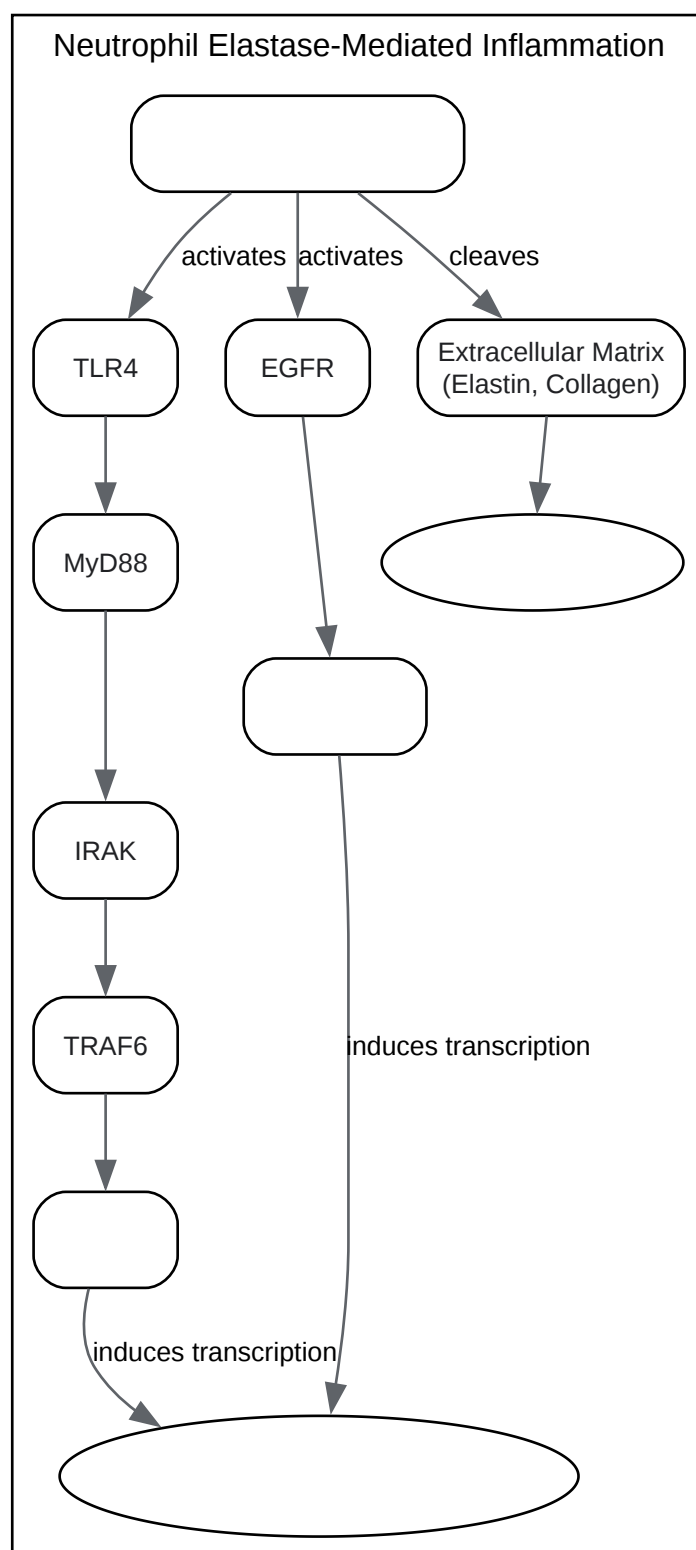 Neutrophil Elastase-Mediated Inflammation
activates
activates
cleaves
TLR4
EGFR
Extracellular Matrix
(Elastin, Collagen)
MyD88
IRAK
TRAF6
induces transcription
induces transcription